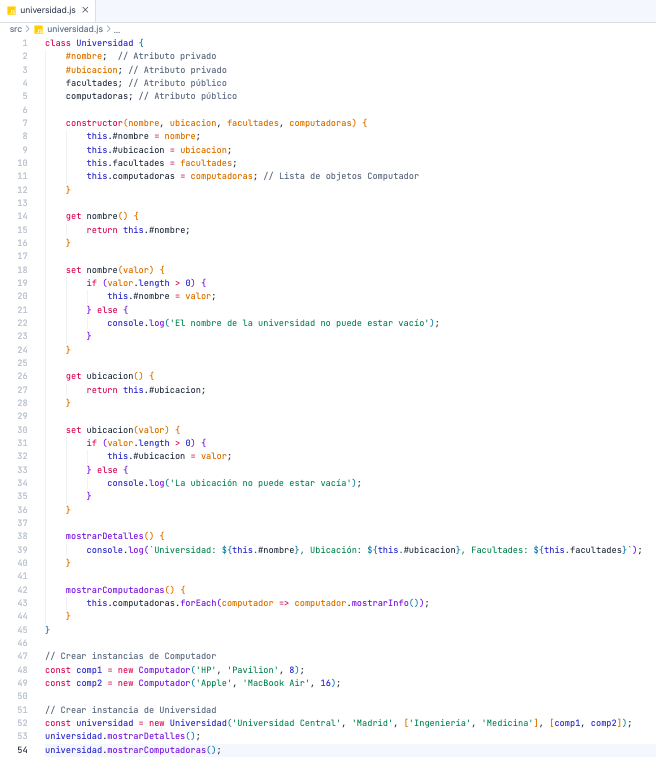 universidad.js ×
src > universidad.js > ...
1 class Universidad {
2     #nombre;  // Atributo privado
3     #ubicacion; // Atributo privado
4     facultades; // Atributo público
5     computadoras; // Atributo público
6
7     constructor(nombre, ubicacion, facultades, computadoras) {
8         this.#nombre = nombre;
9         this.#ubicacion = ubicacion;
10         this.facultades = facultades;
11         this.computadoras = computadoras; // Lista de objetos Computador
12     }
13
14     get nombre() {
15         return this.#nombre;
16     }
17
18     set nombre(valor) {
19         if (valor.length > 0) {
20             this.#nombre = valor;
21         } else {
22             console.log('El nombre de la universidad no puede estar vacío');
23         }
24     }
25
26     get ubicacion() {
27         return this.#ubicacion;
28     }
29
30     set ubicacion(valor) {
31         if (valor.length > 0) {
32             this.#ubicacion = valor;
33         } else {
34             console.log('La ubicación no puede estar vacía');
35         }
36     }
37
38     mostrarDetalles() {
39         console.log(`Universidad: ${this.#nombre}, Ubicación: ${this.#ubicacion}, Facultades: ${this.facultades}`);
40     }
41
42     mostrarComputadoras() {
43         this.computadoras.forEach(computador => computador.mostrarInfo());
44     }
45 }
46
47 // Crear instancias de Computador
48 const comp1 = new Computador('HP', 'Pavilion', 8);
49 const comp2 = new Computador('Apple', 'MacBook Air', 16);
50
51 // Crear instancia de Universidad
52 const universidad = new Universidad('Universidad Central', 'Madrid', ['Ingeniería', 'Medicina'], [comp1, comp2]);
53 universidad.mostrarDetalles();
54 universidad.mostrarComputadoras();